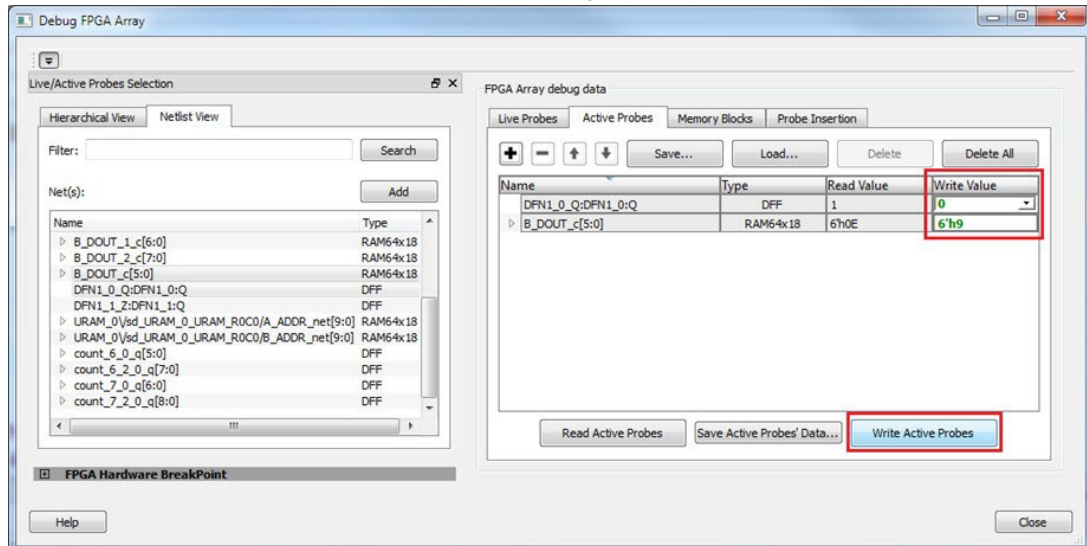 Debug FPGA Array
Live/Active Probes Selection
Hierarchical View Netlist View
Filter: Search
Net(s): Add
Name Type
B_DOUT_1_c[6:0] RAM64x18
B_DOUT_2_c[7:0] RAM64x18
B_DOUT_c[5:0] RAM64x18
DFN1_0_Q:DFN1_0:Q DFF
DFN1_1_Z:DFN1_1:Q DFF
URAM_0\/sd_URAM_0_URAM_R0C0/A_ADDR_net[9:0] RAM64x18
URAM_0\/sd_URAM_0_URAM_R0C0/B_ADDR_net[9:0] RAM64x18
count_6_0_q[5:0] DFF
count_6_2_0_q[7:0] DFF
count_7_0_q[6:0] DFF
count_7_2_0_q[8:0] DFF
FPGA Hardware BreakPoint
FPGA Array debug data
Live Probes Active Probes Memory Blocks Probe Insertion
Save... Load... Delete Delete All
Name Type Read Value Write Value
DFN1_0_Q:DFN1_0:Q DFF 1 0
B_DOUT_c[5:0] RAM64x18 6'h0E 6'h9
Read Active Probes Save Active Probes' Data... Write Active Probes
Help Close